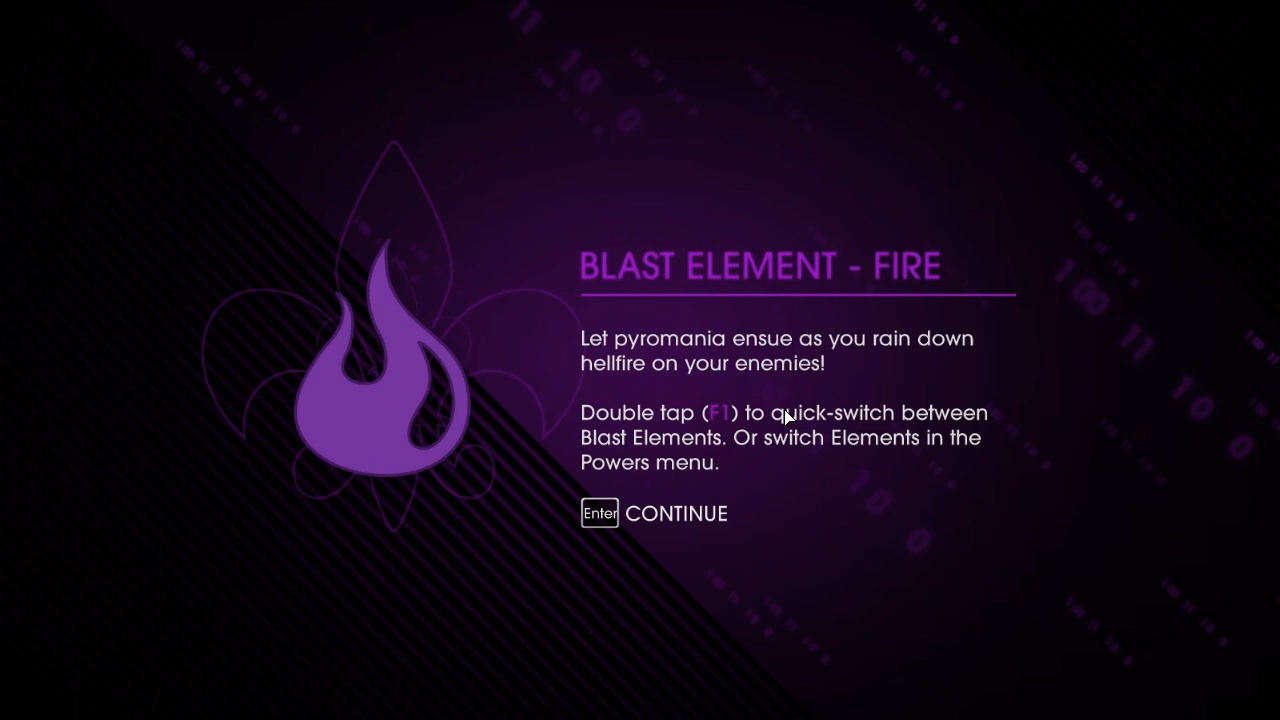 BLAST ELEMENT - FIRE
Let pyromania ensue as you rain down
hellfire on your enemies!
Double tap (F1) to quick-switch between
Blast Elements. Or switch Elements in the
Powers menu.
Enter CONTINUE